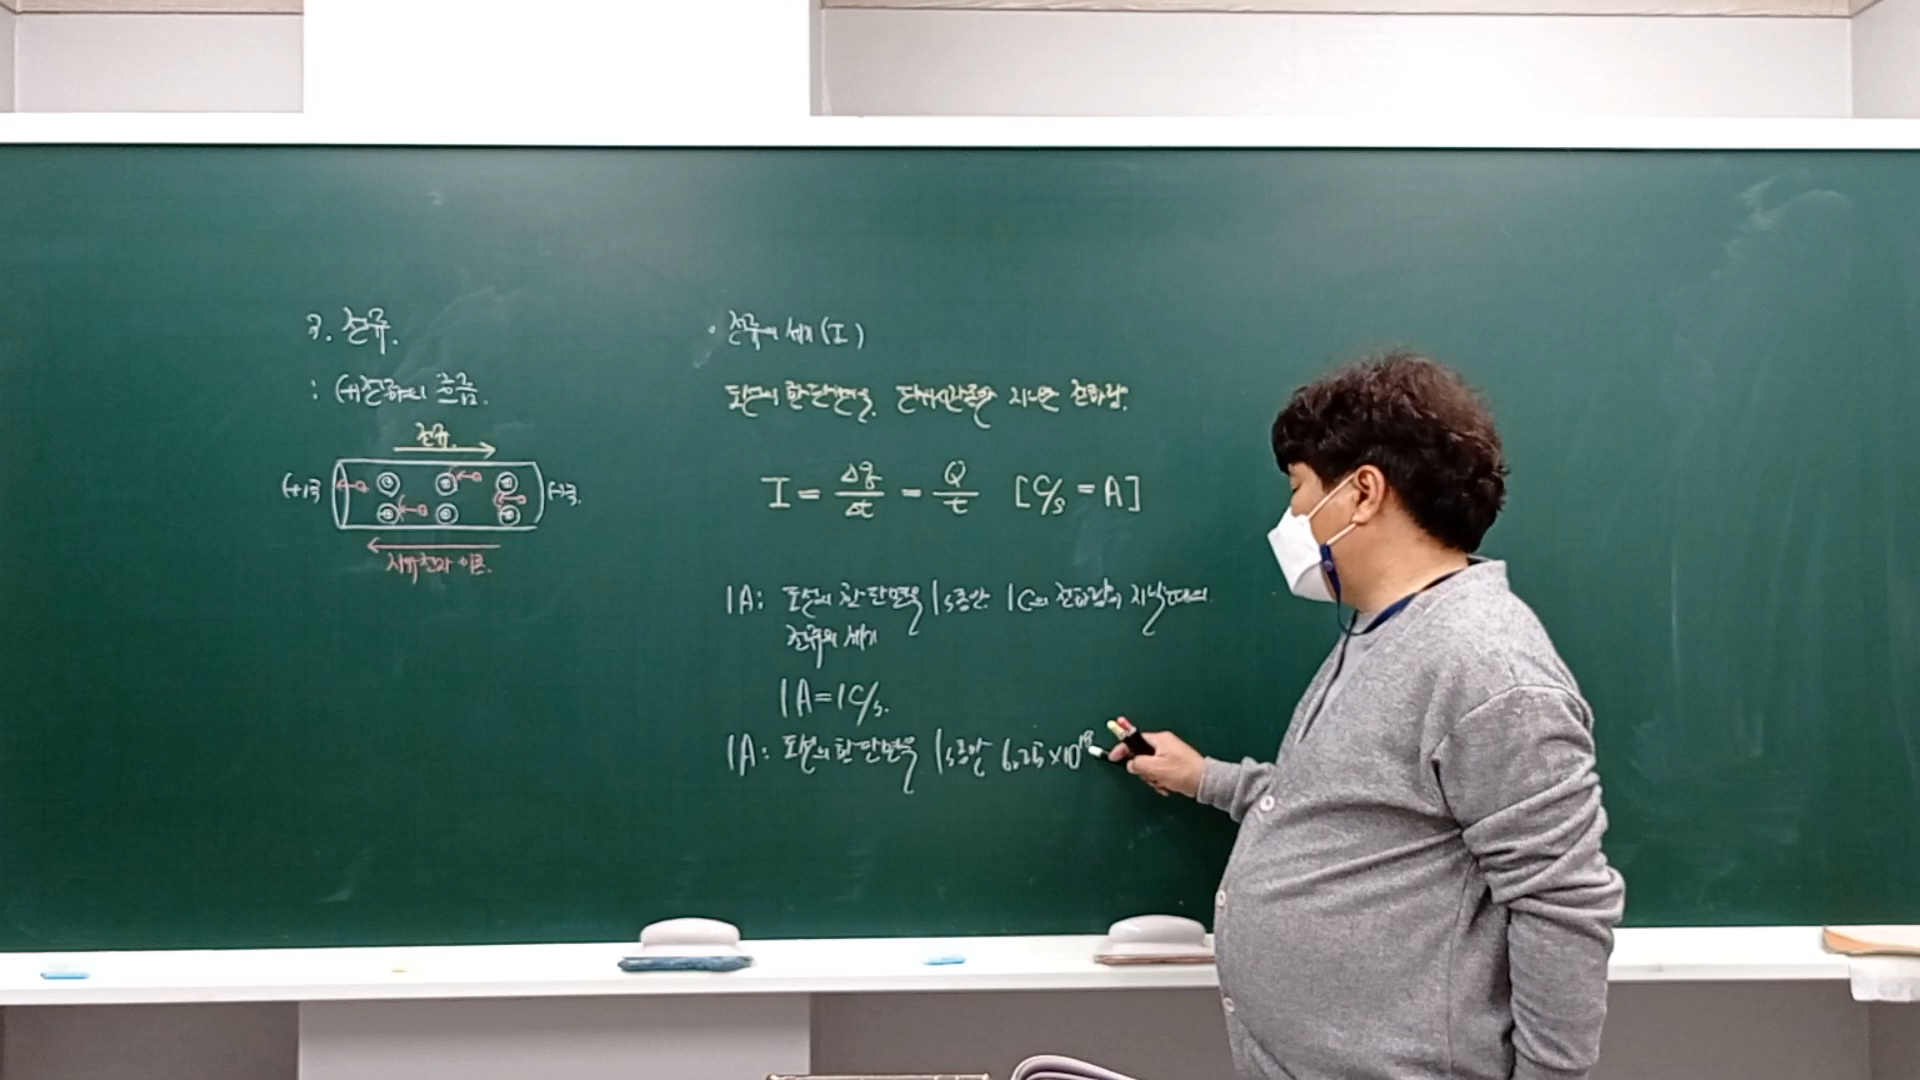 3. 전류.
: (+)전하의 흐름.
전류.
(+)극
(-)극.
자유전자 이동.
· 전류의 세기 (I)
도선의 한 단면을, 단위시간동안 지나는 전하량.
I = Δq/Δt = Q/t [C/s = A]
1A: 도선의 한 단면을 1s동안 1C의 전하량이 지날때의
전류의 세기
1A=1C/s.
1A: 도선의 한 단면을 1s동안 6.25×10¹⁸